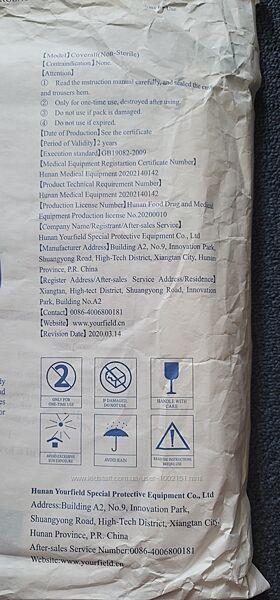 【Model】Coverall(Non-Sterile)
【Contraindication】None.
【Attention】
① Read the instruction manual carefully, and sealed the
and trousers hem.
② Only for one-time use, destroyed after using.
③ Do not use if pack is damaged.
④ Do not use if expired.
【Date of Production】See the certificate
【Period of Validity】2 years
【Execution standard】GB19082-2009
【Medical Equipment Registartion Certificate Number】
Hunan Medical Equipment 20202140142
【Product Technical Requirement Number】
Hunan Medical Equipment 20202140142
【Production License Number】Hunan Food Drug and Medical
Equipment Production license No.20200010
【Company Name/Registrant/After-sales Service】
Hunan Yourfield Special Protective Equipment Co., Ltd
【Manufacturer Address】Building A2, No.9, Innovation Park,
Shuangyong Road, High-Tech District, Xiangtan City, Hunan
Province, P.R. China
【Register Address/After-sales Service Address/Residence】
Xiangtan, High-tect District, Shuangyong Road, Innovation
Park, Building No.A2
【Contact】0086-4006800181
【Website】www.yourfield.cn
【Revision Date】2020.03.14
2
ONLY FOR
ONE-TIME USE
IF DAMAGED,
DO NOT USE
HANDLE WITH
CARE
AVOID EXCESSIVE
SUN EXPOSURE
AVOID RAIN
READ THE INSTRUCTIONS
BEFORE USE
Hunan Yourfield Special Protective Equipment Co., Ltd
Address:Building A2, No.9, Innovation Park,
Shuangyong Road, High-Tech District, Xiangtan City,
Hunan Province, P.R. China
After-sales Service Number:0086-4006800181
Website:www.yourfield.cn